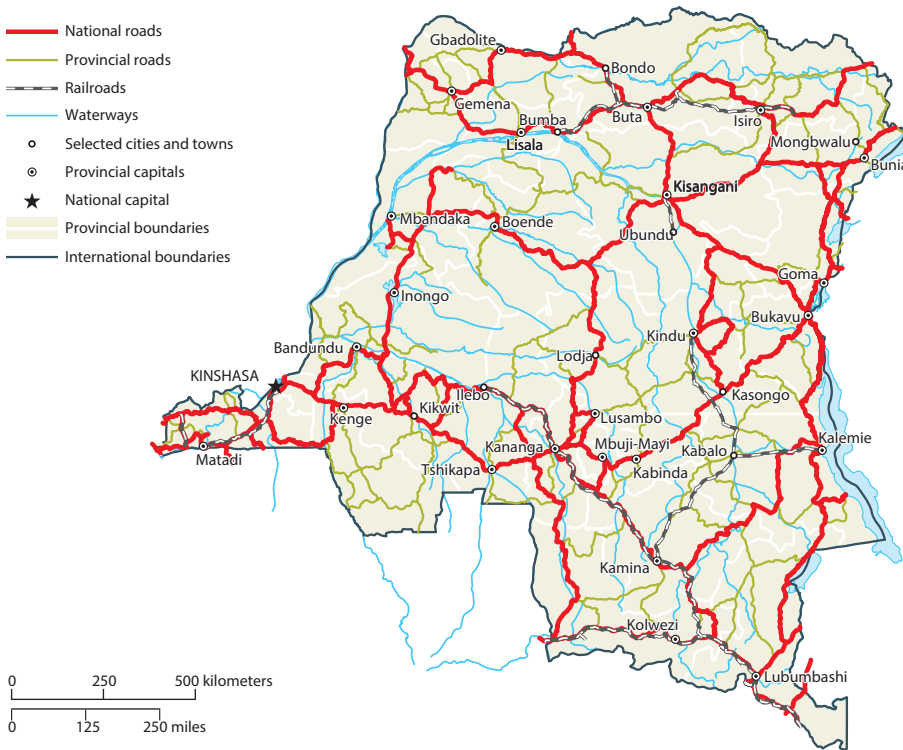 National roads
Provincial roads
Railroads
Waterways
Selected cities and towns
Provincial capitals
National capital
Provincial boundaries
International boundaries
Gbadolite
Bondo
Gemena
Bumba
Buta
Isiro
Lisala
Mongbwalu
Bunia
Kisangani
Mbandaka
Boende
Ubundu
Goma
Inongo
Bukavu
Kindu
Bandundu
Lodja
KINSHASA
Ilebo
Kasongo
Kenge
Kikwit
Lusambo
Matadi
Kananga
Mbuji-Mayi
Kabalo
Kalemie
Tshikapa
Kabinda
Kamina
Kolwezi
Lubumbashi
0 250 500 kilometers
0 125 250 miles